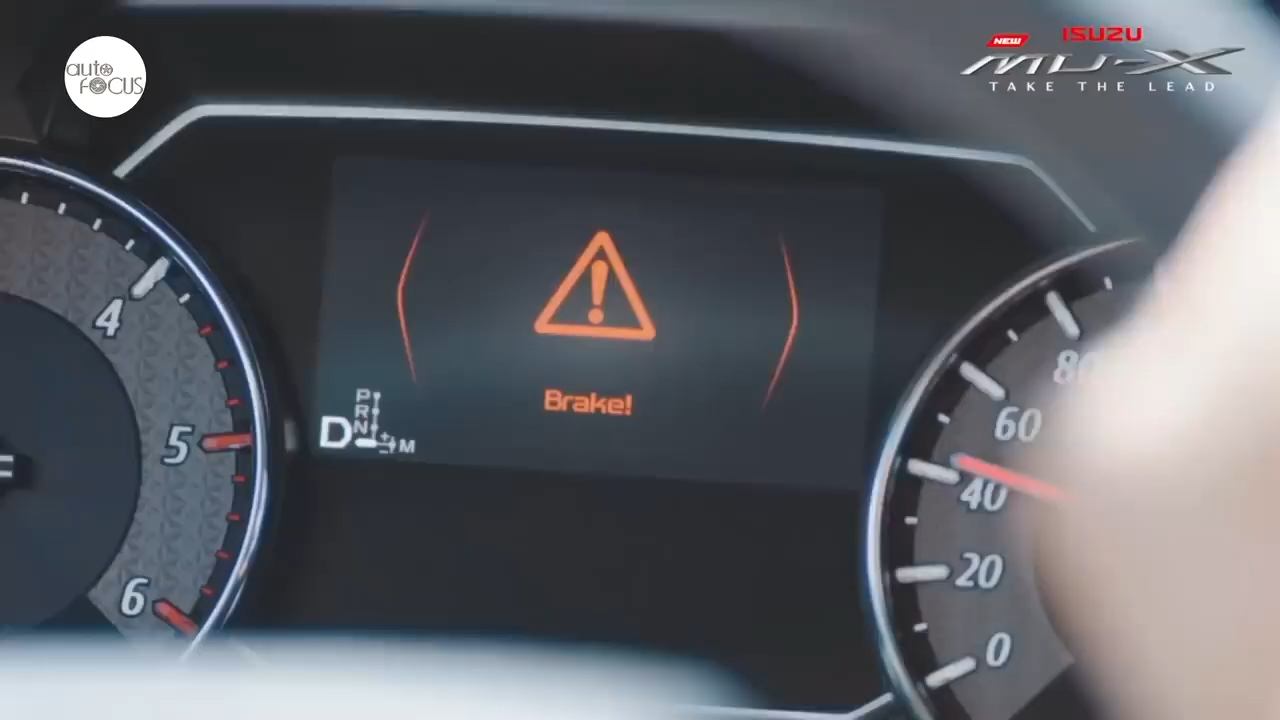 auto
FOCUS
NEW ISUZU
MU-X
TAKE THE LEAD
4
5
6
Brake!
P
R
N
D
+
-
M
80
60
40
20
0